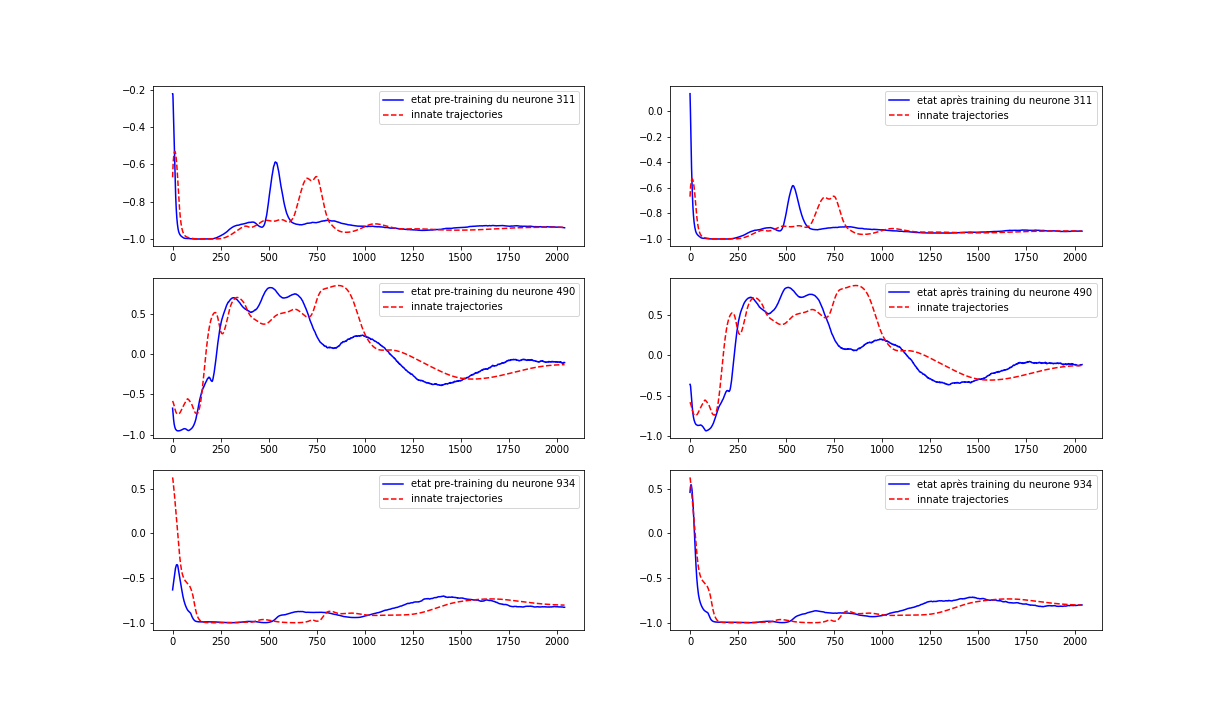 etat pre-training du neurone 311
innate trajectories
−0.2
−0.4
−0.6
−0.8
−1.0
0 250 500 750 1000 1250 1500 1750 2000
etat après training du neurone 311
innate trajectories
0.0
−0.2
−0.4
−0.6
−0.8
−1.0
0 250 500 750 1000 1250 1500 1750 2000
etat pre-training du neurone 490
innate trajectories
0.5
0.0
−0.5
−1.0
0 250 500 750 1000 1250 1500 1750 2000
etat après training du neurone 490
innate trajectories
0.5
0.0
−0.5
−1.0
0 250 500 750 1000 1250 1500 1750 2000
etat pre-training du neurone 934
innate trajectories
0.5
0.0
−0.5
−1.0
0 250 500 750 1000 1250 1500 1750 2000
etat après training du neurone 934
innate trajectories
0.5
0.0
−0.5
−1.0
0 250 500 750 1000 1250 1500 1750 2000